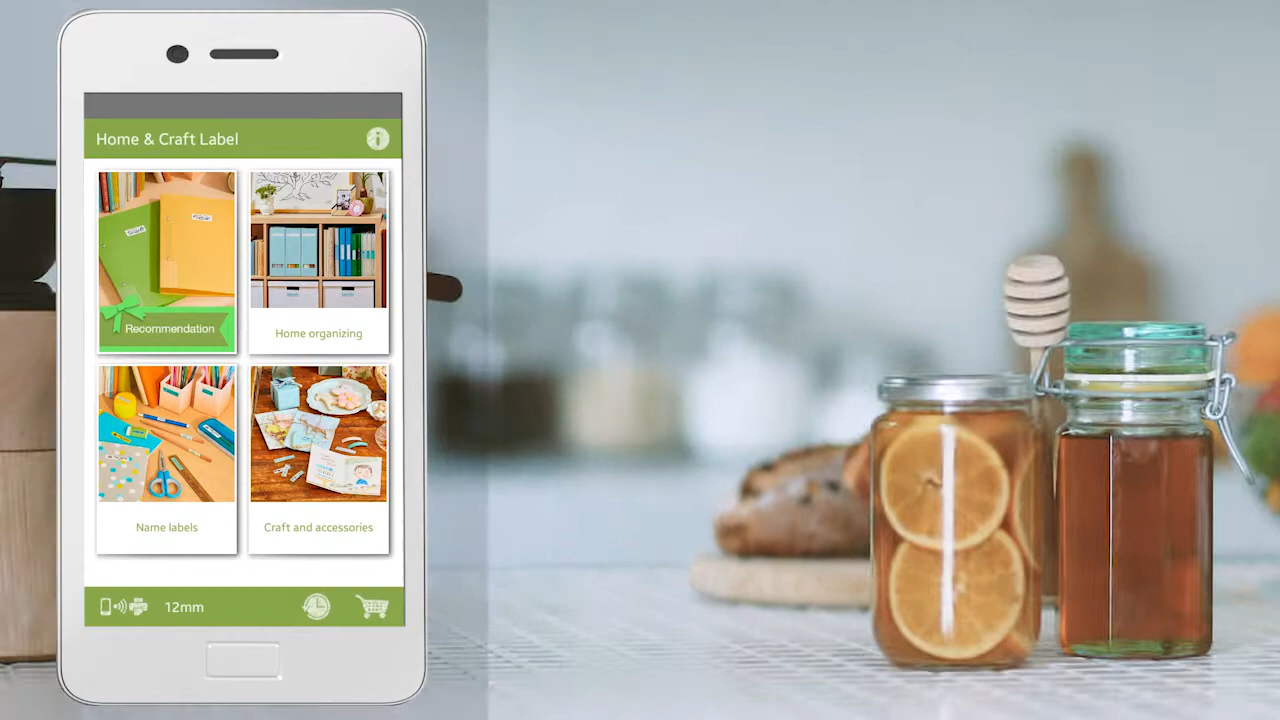 Home & Craft Label
Recommendation
Home organizing
Name labels
Craft and accessories
12mm